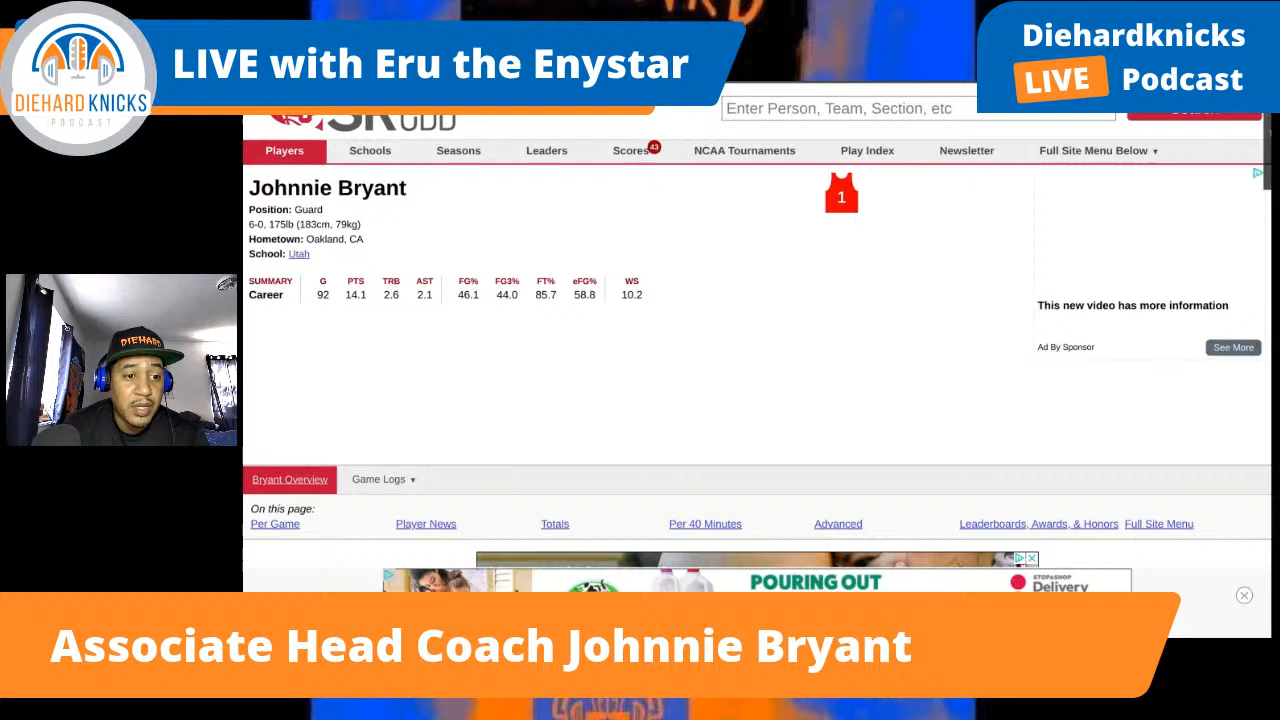 LIVE with Eru the Enystar
Diehardknicks
LIVE Podcast
DIEHARD KNICKS
PODCAST
Enter Person, Team, Section, etc
Players Schools Seasons Leaders Scores 43 NCAA Tournaments Play Index Newsletter Full Site Menu Below ▼
Johnnie Bryant
Position: Guard
6-0, 175lb (183cm, 79kg)
Hometown: Oakland, CA
School: Utah
1
SUMMARY G PTS TRB AST FG% FG3% FT% eFG% WS
Career 92 14.1 2.6 2.1 46.1 44.0 85.7 58.8 10.2
This new video has more information
Ad By Sponsor See More
DIEHARD
Bryant Overview Game Logs ▼
On this page:
Per Game Player News Totals Per 40 Minutes Advanced Leaderboards, Awards, & Honors Full Site Menu
POURING OUT
STOP&SHOP
Delivery
Associate Head Coach Johnnie Bryant